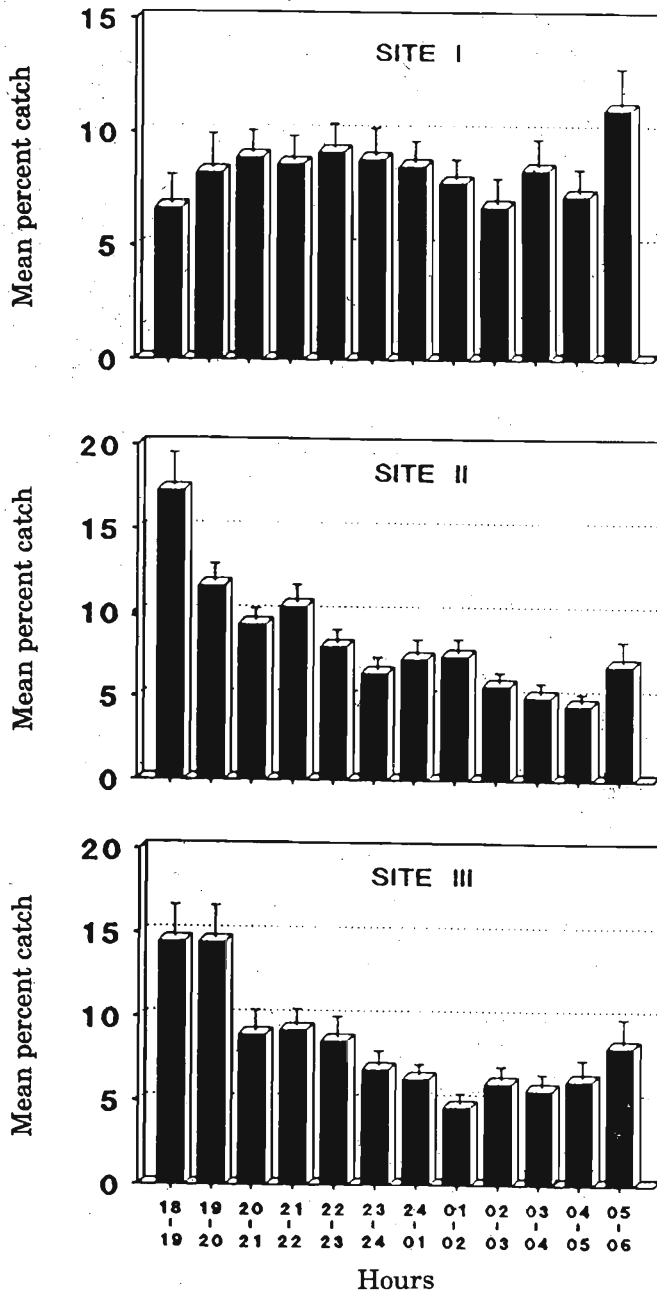 15
SITE I
10
5
0
Mean percent catch
20
SITE II
15
10
5
0
Mean percent catch
20
SITE III
15
10
5
0
Mean percent catch
18 19 20 21 22 23 24 01 02 03 04 05
- - - - - - - - - - - -
19 20 21 22 23 24 01 02 03 04 05 06
Hours